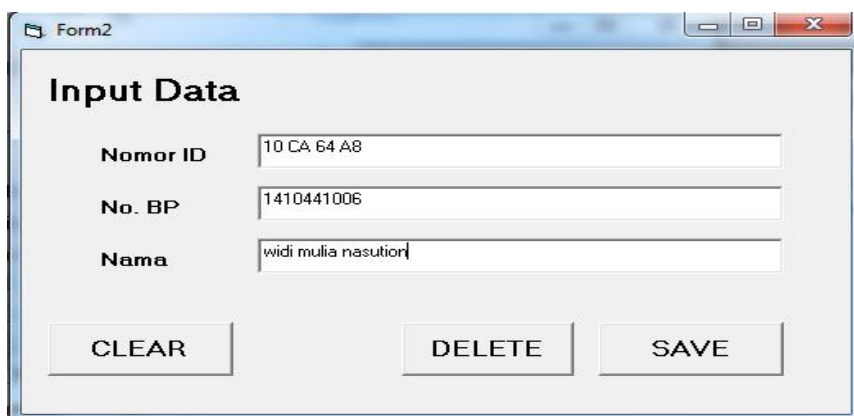 Form2
Input Data
Nomor ID 10 CA 64 A8
No. BP 1410441006
Nama widi mulia nasution
CLEAR DELETE SAVE